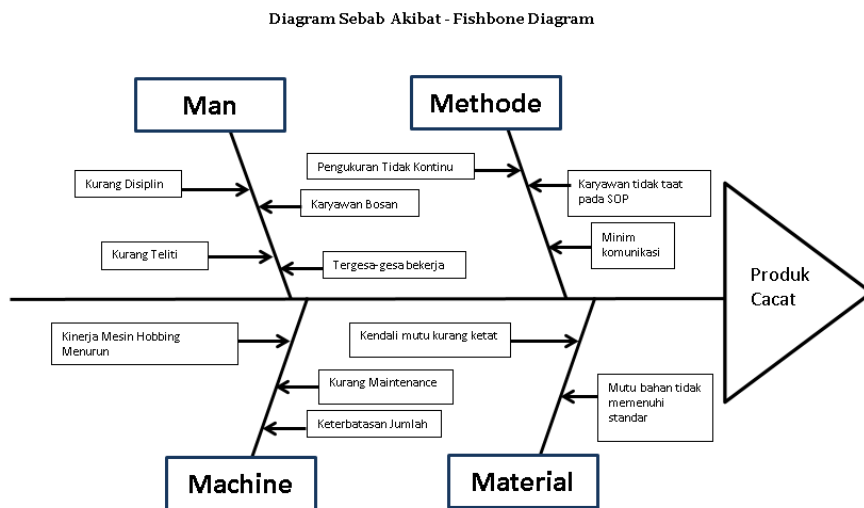 Diagram Sebab Akibat - Fishbone Diagram
Man
Methode
Pengukuran Tidak Kontinu
Kurang Disiplin
Karyawan tidak taat
pada SOP
Karyawan Bosan
Kurang Teliti
Tergesa-gesa bekerja
Minim
komunikasi
Produk
Cacat
Kinerja Mesin Hobbing
Menurun
Kendali mutu kurang ketat
Kurang Maintenance
Mutu bahan tidak
memenuhi
standar
Keterbatasan Jumlah
Machine
Material